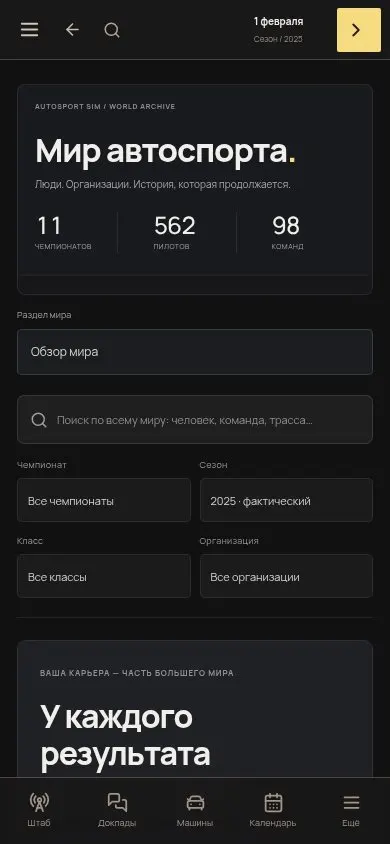 1 февраля
Сезон / 2025
AUTOSPORT SIM / WORLD ARCHIVE
Мир автоспорта.
Люди. Организации. История, которая продолжается.
11 562 98
ЧЕМПИОНАТОВ ПИЛОТОВ КОМАНД
Раздел мира
Обзор мира
Поиск по всему миру: человек, команда, трасса...
Чемпионат Сезон
Все чемпионаты 2025 · фактический
Класс Организация
Все классы Все организации
ВАША КАРЬЕРА — ЧАСТЬ БОЛЬШЕГО МИРА
У каждого
результата
Штаб Доклады Машины Календарь Ещё